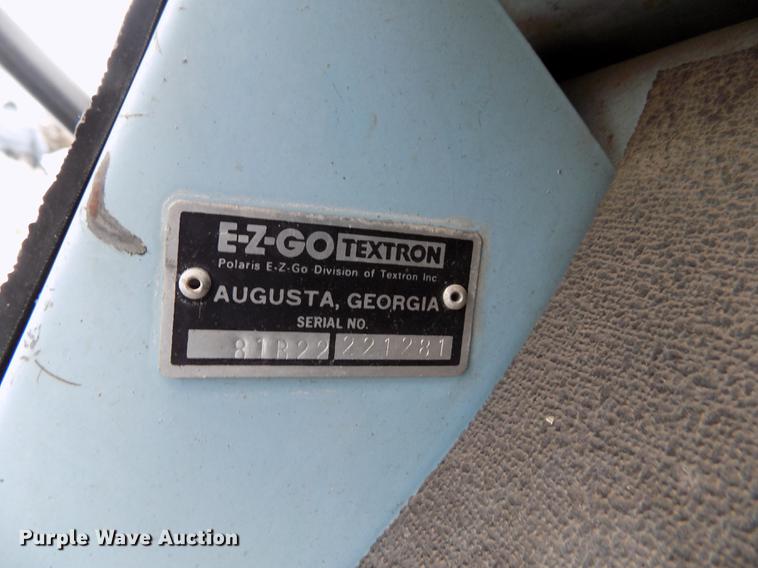 E-Z-GO TEXTRON
Polaris E-Z-Go Division of Textron Inc
AUGUSTA, GEORGIA
SERIAL NO.
81R22 221281
Purple Wave Auction